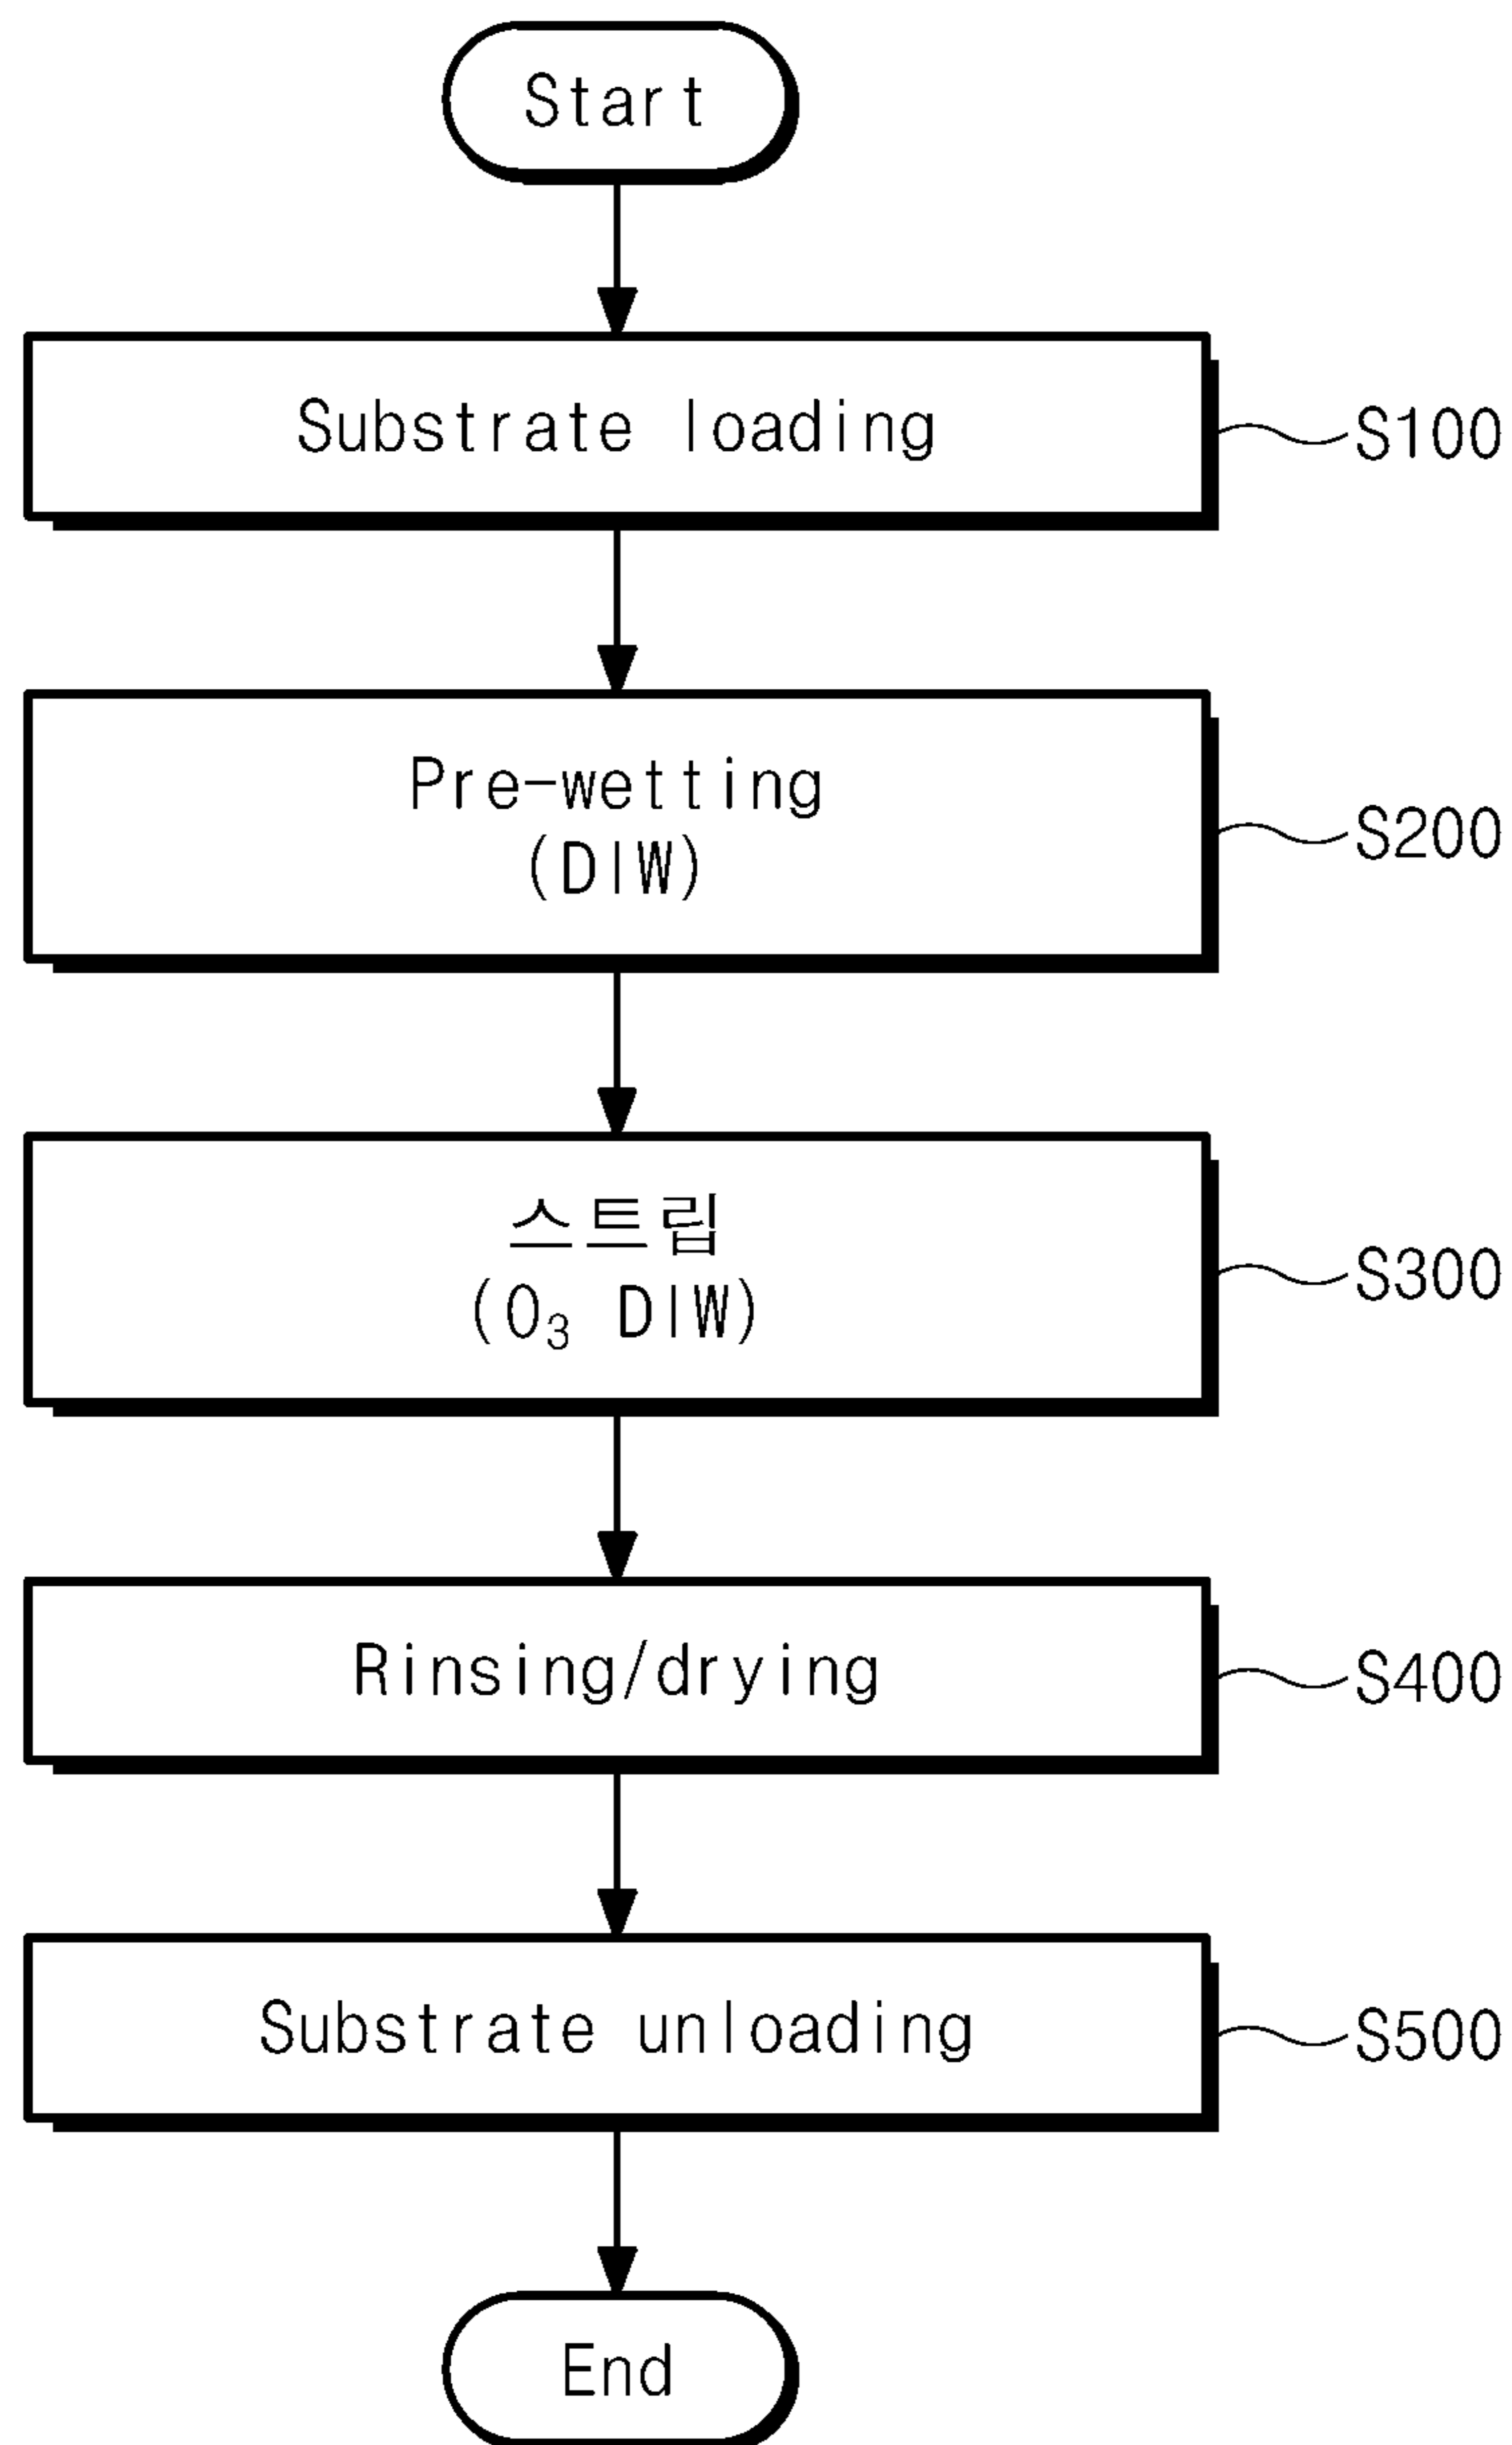 Start
Substrate loading
S100
Pre-wetting
(DIW)
S200
스트립
(O₃ DIW)
S300
Rinsing/drying
S400
Substrate unloading
S500
End